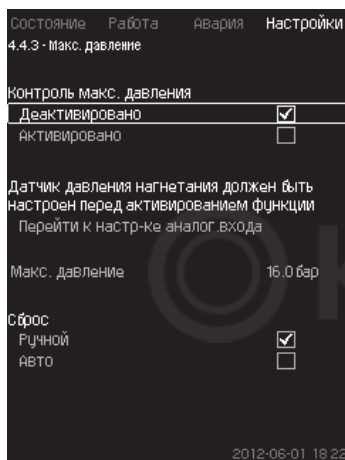 Состояние Работа Авария Настройки
4.4.3 - Макс. давление
Контроль макс. давления
Деактивировано
Активировано
Датчик давления нагнетания должен быть
настроен перед активированием функции
Перейти к настр-ке аналог.входа
Макс. давление 16.0 бар
Сброс
Ручной
Авто
2012-06-01 18:22